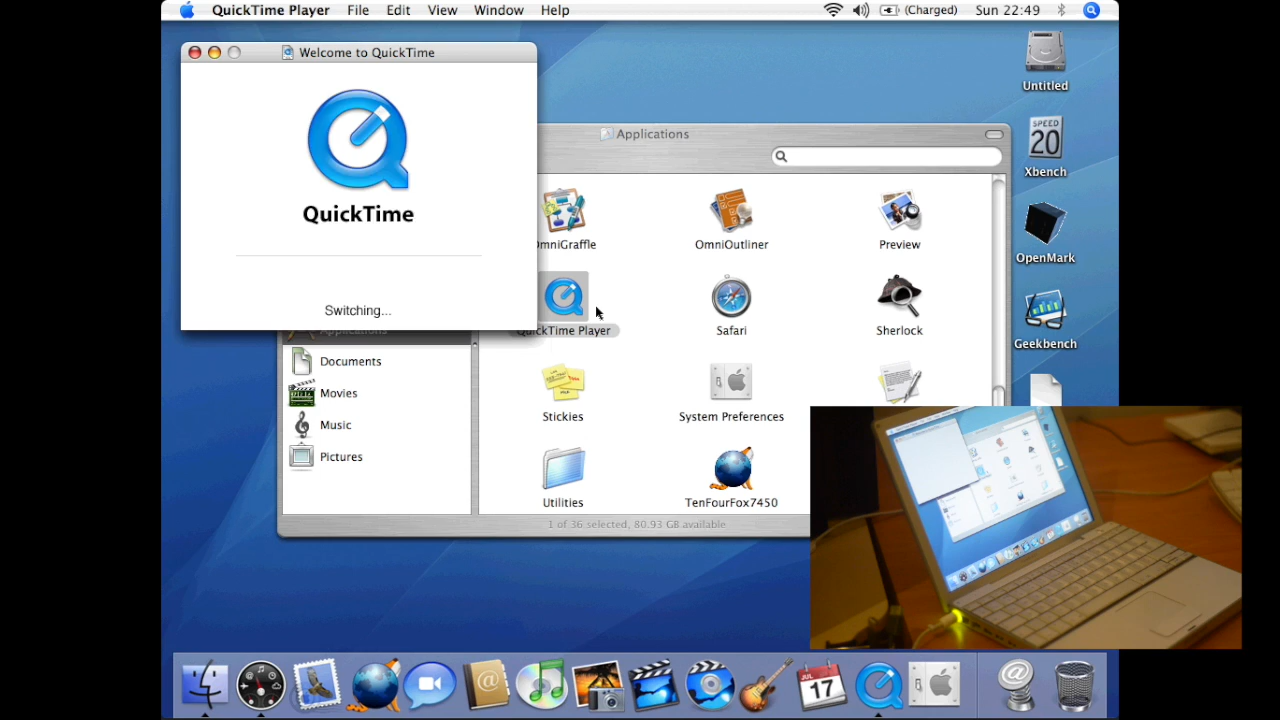 QuickTime Player File Edit View Window Help (Charged) Sun 22:49
Welcome to QuickTime
QuickTime
Switching...
Applications
OmniGraffle OmniOutliner Preview
QuickTime Player Safari Sherlock
Stickies System Preferences
Utilities TenFourFox7450
1 of 36 selected, 80.93 GB available
Applications
Documents
Movies
Music
Pictures
Untitled
SPEED
20
Xbench
OpenMark
Geekbench
JUL
17